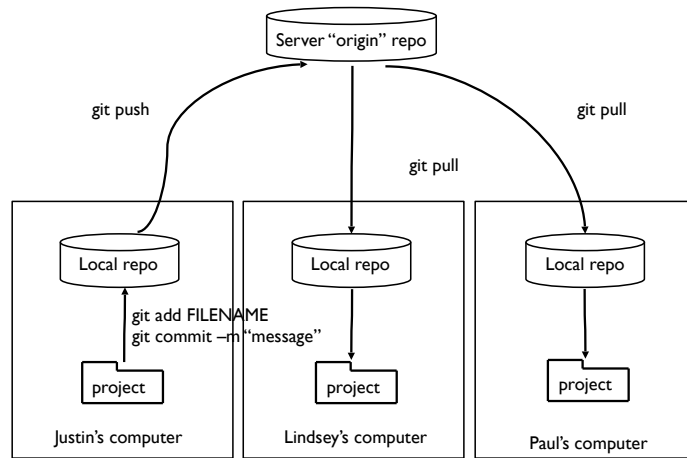 Server “origin” repo
git push
git pull
git pull
Local repo
Local repo
Local repo
git add FILENAME
git commit –m “message”
project
project
project
Justin’s computer
Lindsey’s computer
Paul’s computer